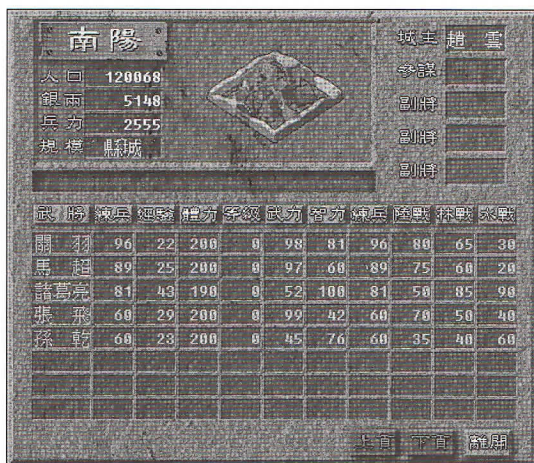 南陽
城主 趙雲
人口 120068
參謀
銀兩 5148
副將
兵力 2555
副將
規模 縣城
副將
武將 練兵 經驗 體力 等級 武力 智力 練兵 陸戰 林戰 水戰
關羽 96 22 200 0 98 81 96 80 65 30
馬超 89 25 200 0 97 60 89 75 60 20
諸葛亮 81 43 190 0 52 100 81 50 85 90
張飛 60 29 200 0 99 42 60 70 50 40
孫乾 60 23 200 0 45 76 60 35 40 60
上頁 下頁 離開